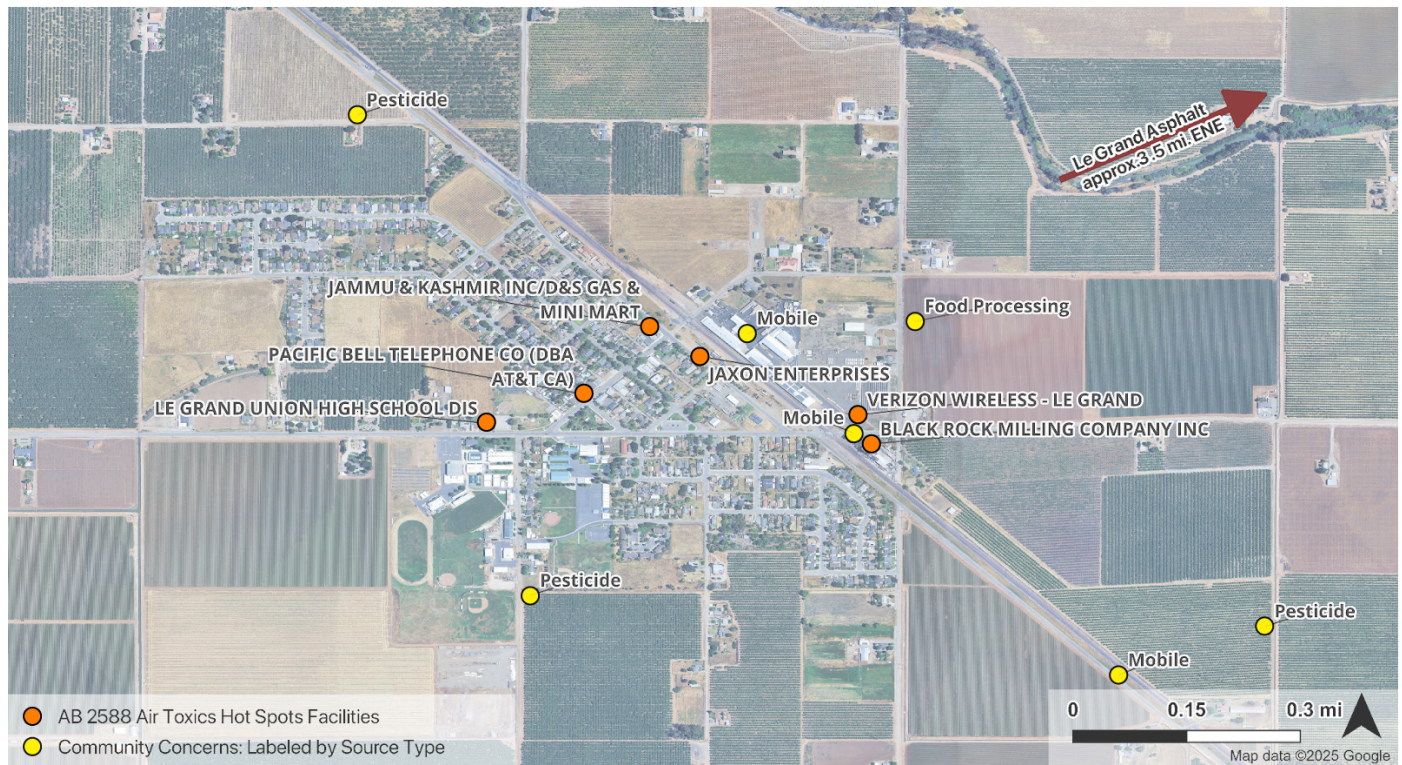 Pesticide
Le Grand Asphalt
approx.3.5 mi. ENE
JAMMU & KASHMIR INC/D&S GAS &
MINI MART
Mobile
Food Processing
PACIFIC BELL TELEPHONE CO (DBA
AT&T CA)
JAXON ENTERPRISES
LE GRAND UNION HIGH SCHOOL DIS
VERIZON WIRELESS - LE GRAND
Mobile
BLACK ROCK MILLING COMPANY INC
Pesticide
Pesticide
Mobile
AB 2588 Air Toxics Hot Spots Facilities
Community Concerns: Labeled by Source Type
0 0.15 0.3 mi
Map data ©2025 Google